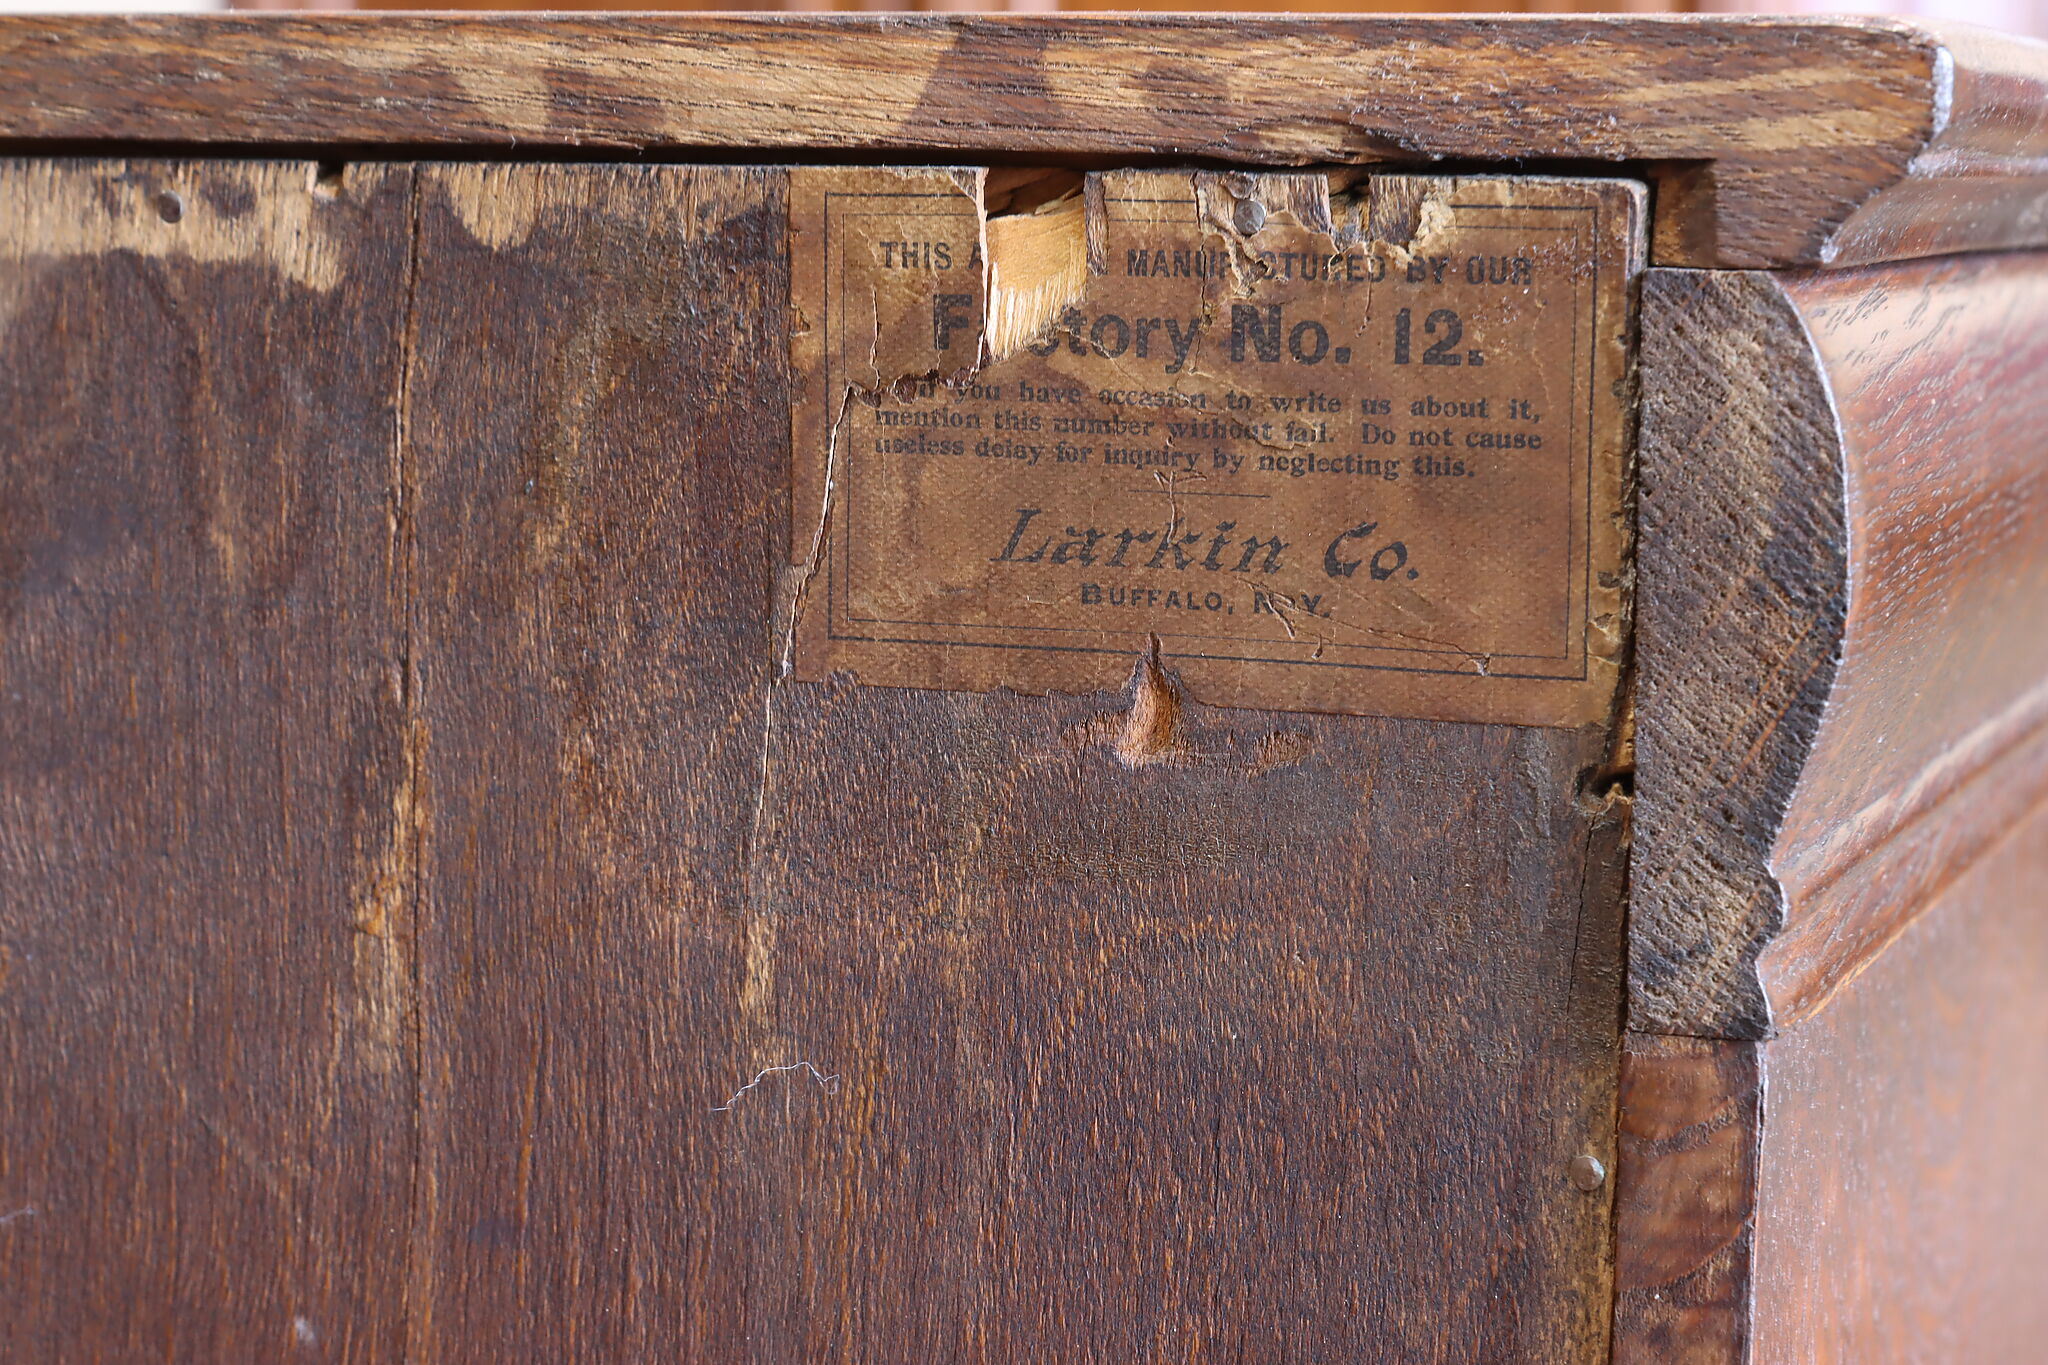 THIS MANUFACTURED BY OUR
Factory No. 12.
If you have occasion to write us about it,
mention this number without fail. Do not cause
useless delay for inquiry by neglecting this.
Larkin Co.
BUFFALO, N.Y.